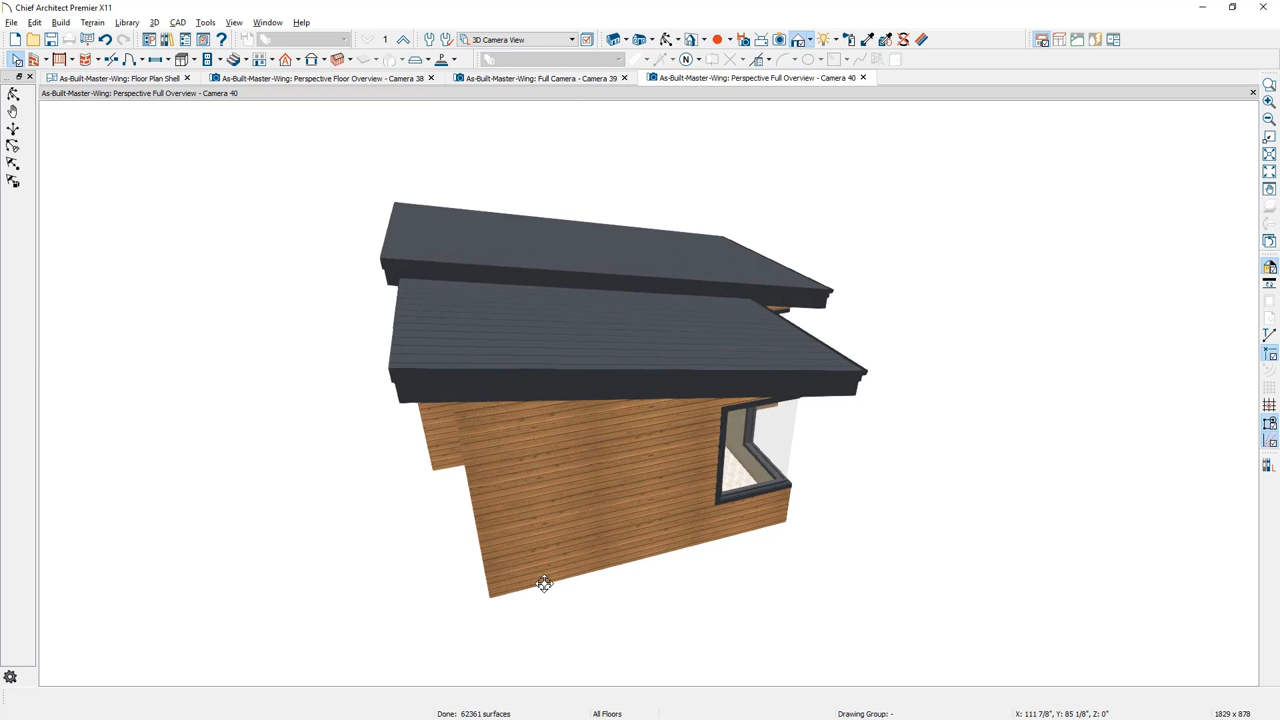 Chief Architect Premier X11
File Edit Build Terrain Library 3D CAD Tools View Window Help
1 3D Camera View
As-Built-Master-Wing: Floor Plan Shell As-Built-Master-Wing: Perspective Floor Overview - Camera 38 As-Built-Master-Wing: Full Camera - Camera 39 As-Built-Master-Wing: Perspective Full Overview - Camera 40
As-Built-Master-Wing: Perspective Full Overview - Camera 40
Done: 62361 surfaces All Floors Drawing Group: - X: 111 7/8", Y: 85 1/8", Z: 0" 1829 x 878